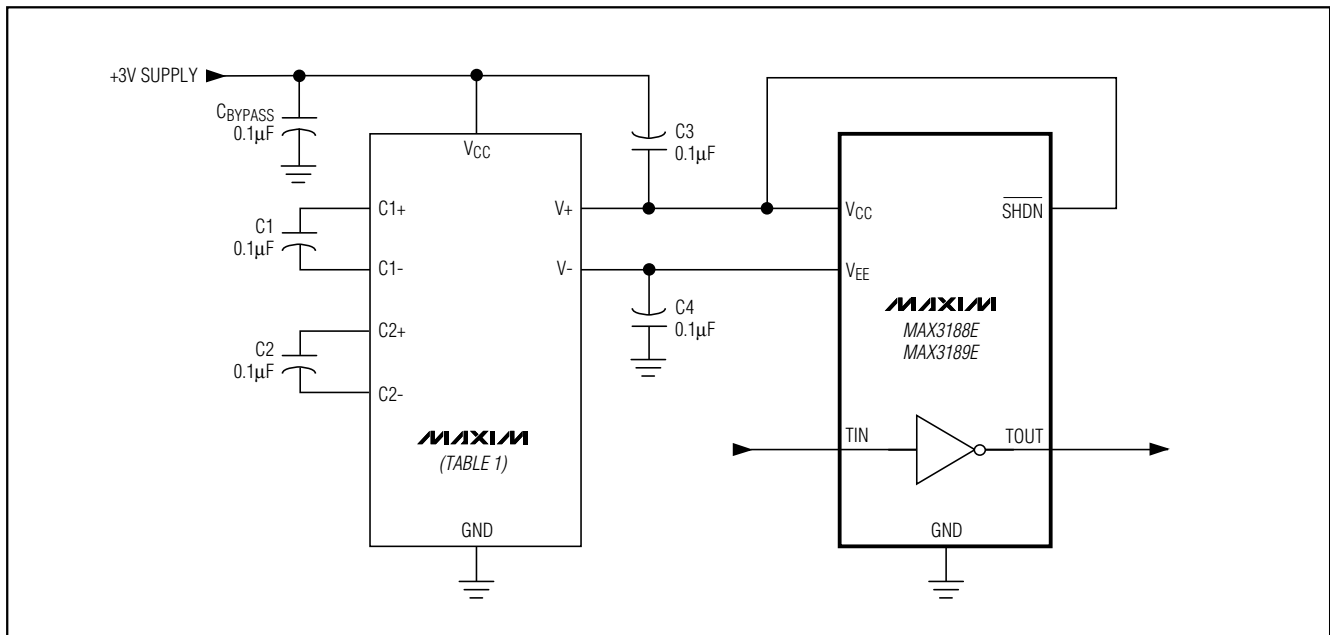 +3V SUPPLY
CBYPASS
0.1µF
C1
0.1µF
C2
0.1µF
VCC
C1+
C1-
C2+
C2-
V+
V-
MAXIM
(TABLE 1)
GND
C3
0.1µF
C4
0.1µF
VCC
SHDN
VEE
MAXIM
MAX3188E
MAX3189E
TIN
TOUT
GND